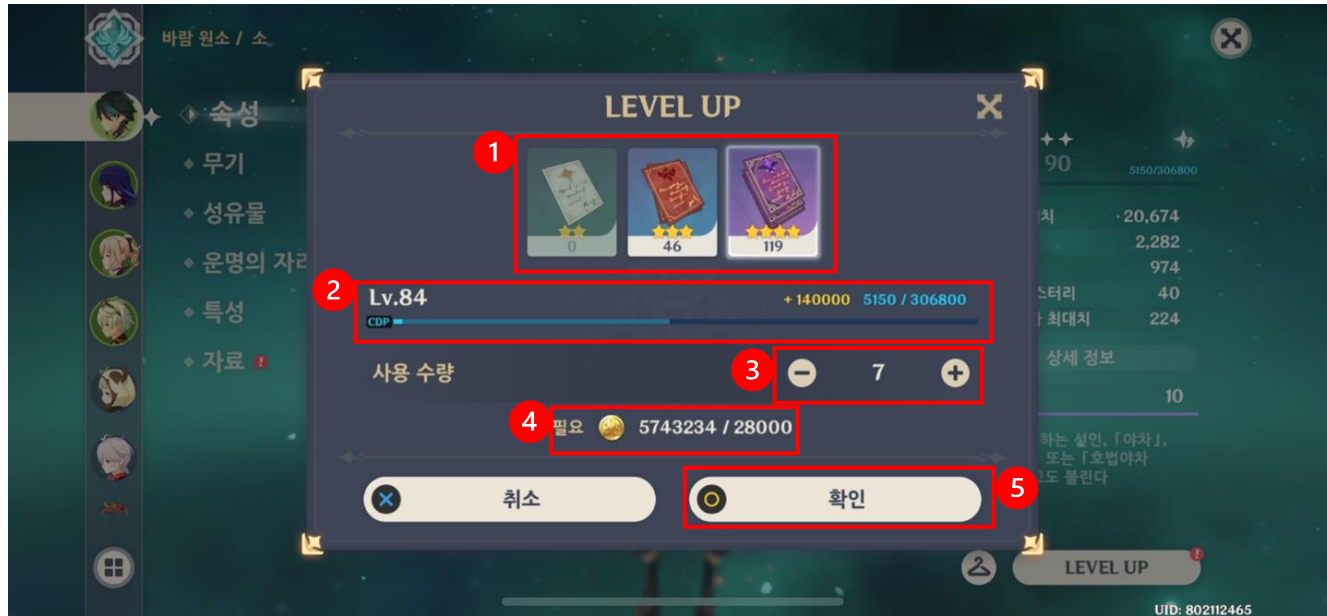 바람 원소 / 소
속성
무기
성유물
운명의 자리
특성
자료
LEVEL UP
1
0
46
119
2
Lv.84
+ 140000 5150 / 306800
CDP
사용 수량
3
7
4
필요 5743234 / 28000
취소
확인
5
90
5150/306800
치 20,674
2,282
974
스터리 40
최대치 224
상세 정보
10
하는 설인, 「야차」.
또는 「호법야차
고도 불린다
LEVEL UP
UID: 802112465